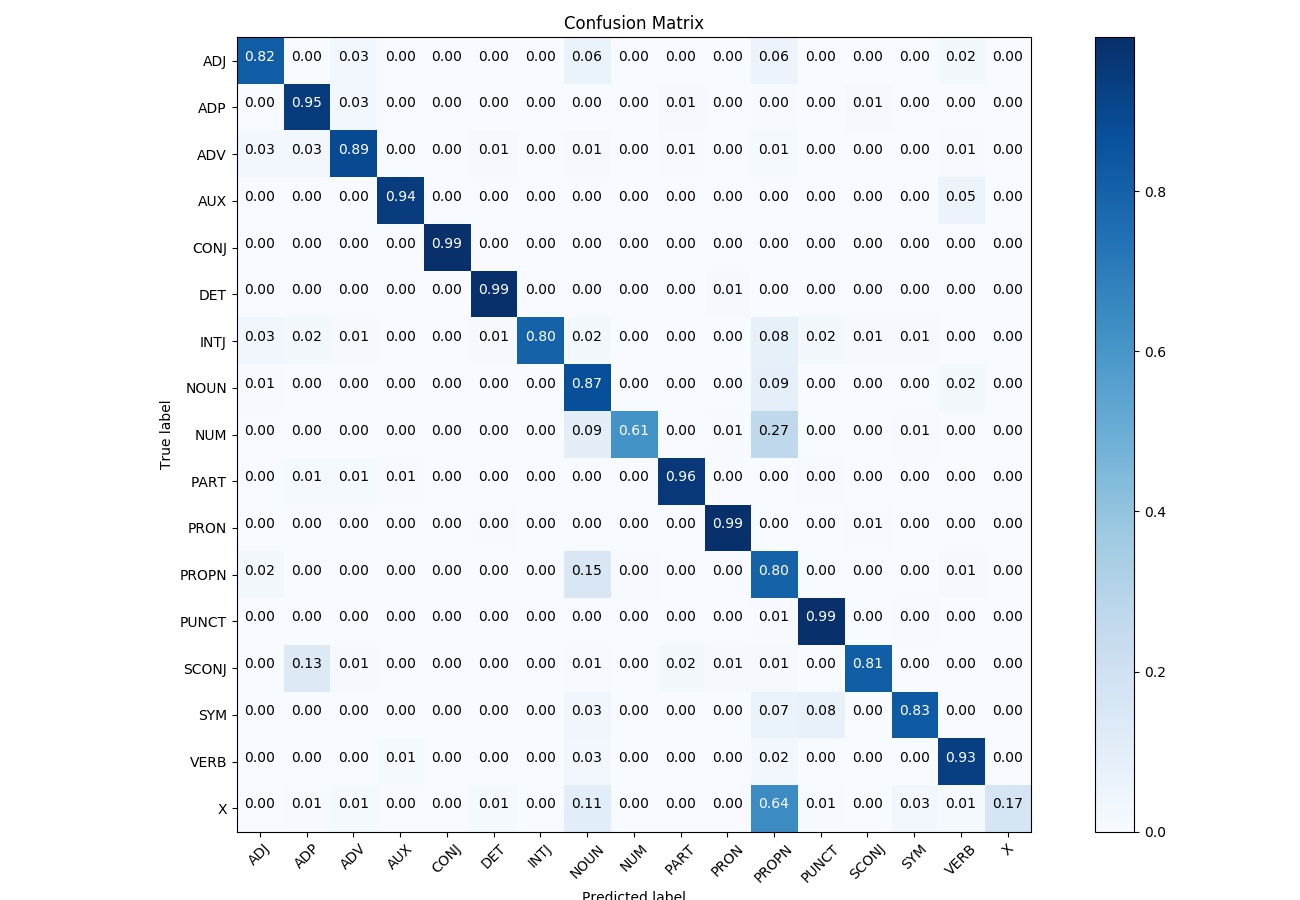 Confusion Matrix
ADJ 0.82 0.00 0.03 0.00 0.00 0.00 0.00 0.06 0.00 0.00 0.00 0.06 0.00 0.00 0.00 0.02 0.00
ADP 0.00 0.95 0.03 0.00 0.00 0.00 0.00 0.00 0.00 0.01 0.00 0.00 0.00 0.01 0.00 0.00 0.00
ADV 0.03 0.03 0.89 0.00 0.00 0.01 0.00 0.01 0.00 0.01 0.00 0.01 0.00 0.00 0.00 0.01 0.00
AUX 0.00 0.00 0.00 0.94 0.00 0.00 0.00 0.00 0.00 0.00 0.00 0.00 0.00 0.00 0.00 0.05 0.00
CONJ 0.00 0.00 0.00 0.00 0.99 0.00 0.00 0.00 0.00 0.00 0.00 0.00 0.00 0.00 0.00 0.00 0.00
DET 0.00 0.00 0.00 0.00 0.00 0.99 0.00 0.00 0.00 0.00 0.01 0.00 0.00 0.00 0.00 0.00 0.00
INTJ 0.03 0.02 0.01 0.00 0.00 0.01 0.80 0.02 0.00 0.00 0.00 0.08 0.02 0.01 0.01 0.00 0.00
NOUN 0.01 0.00 0.00 0.00 0.00 0.00 0.00 0.87 0.00 0.00 0.00 0.09 0.00 0.00 0.00 0.02 0.00
NUM 0.00 0.00 0.00 0.00 0.00 0.00 0.00 0.09 0.61 0.00 0.01 0.27 0.00 0.00 0.01 0.00 0.00
PART 0.00 0.01 0.01 0.01 0.00 0.00 0.00 0.00 0.00 0.96 0.00 0.00 0.00 0.00 0.00 0.00 0.00
PRON 0.00 0.00 0.00 0.00 0.00 0.00 0.00 0.00 0.00 0.00 0.99 0.00 0.00 0.01 0.00 0.00 0.00
PROPN 0.02 0.00 0.00 0.00 0.00 0.00 0.00 0.15 0.00 0.00 0.00 0.80 0.00 0.00 0.00 0.01 0.00
PUNCT 0.00 0.00 0.00 0.00 0.00 0.00 0.00 0.00 0.00 0.00 0.00 0.01 0.99 0.00 0.00 0.00 0.00
SCONJ 0.00 0.13 0.01 0.00 0.00 0.00 0.00 0.01 0.00 0.02 0.01 0.01 0.00 0.81 0.00 0.00 0.00
SYM 0.00 0.00 0.00 0.00 0.00 0.00 0.00 0.03 0.00 0.00 0.00 0.07 0.08 0.00 0.83 0.00 0.00
VERB 0.00 0.00 0.00 0.01 0.00 0.00 0.00 0.03 0.00 0.00 0.00 0.02 0.00 0.00 0.00 0.93 0.00
X 0.00 0.01 0.01 0.00 0.00 0.01 0.00 0.11 0.00 0.00 0.00 0.64 0.01 0.00 0.03 0.01 0.17
ADJ ADP ADV AUX CONJ DET INTJ NOUN NUM PART PRON PROPN PUNCT SCONJ SYM VERB X
True label
Predicted label
0.8
0.6
0.4
0.2
0.0